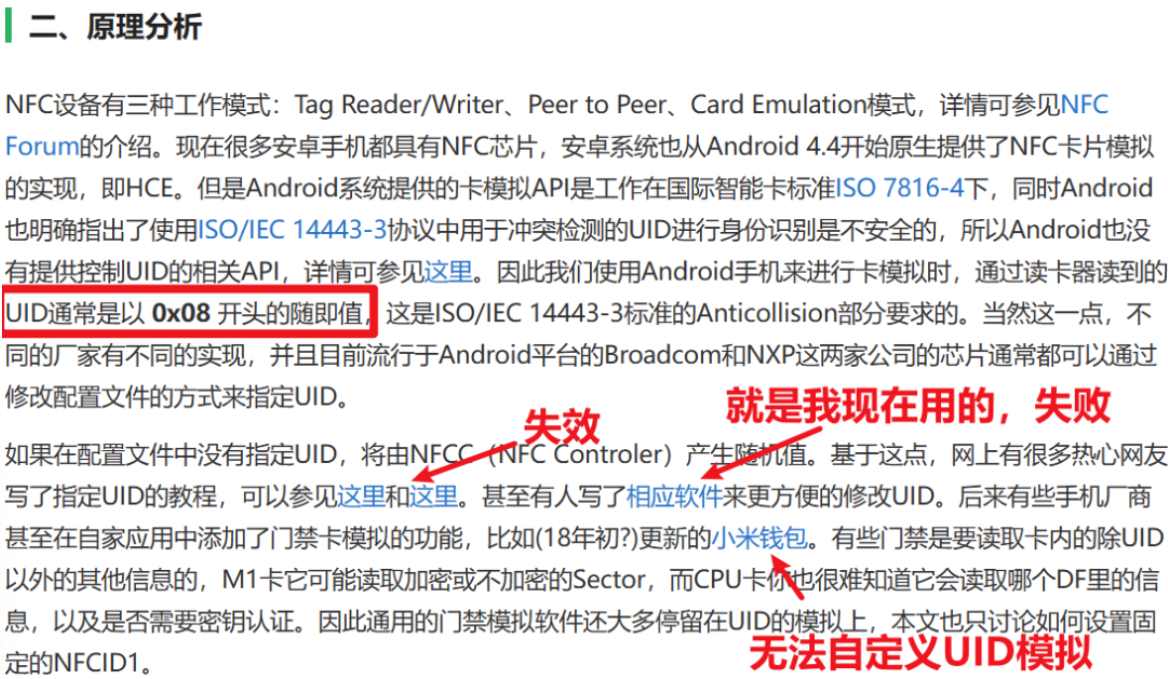 二、原理分析
NFC设备有三种工作模式：Tag Reader/Writer、Peer to Peer、Card Emulation模式，详情可参见NFC
Forum的介绍。现在很多安卓手机都具有NFC芯片，安卓系统也从Android 4.4开始原生提供了NFC卡片模拟
的实现，即HCE。但是Android系统提供的卡模拟API是工作在国际智能卡标准ISO 7816-4下，同时Android
也明确指出了使用ISO/IEC 14443-3协议中用于冲突检测的UID进行身份识别是不安全的，所以Android也没
有提供控制UID的相关API，详情可参见这里。因此我们使用Android手机来进行卡模拟时，通过读卡器读到的
UID通常是以 0x08 开头的随即值，这是ISO/IEC 14443-3标准的Anticollision部分要求的。当然这一点，不
同的厂家有不同的实现，并且目前流行于Android平台的Broadcom和NXP这两家公司的芯片通常都可以通过
修改配置文件的方式来指定UID。
就是我现在用的，失败
失效
如果在配置文件中没有指定UID，将由NFCC（NFC Controler）产生随机值。基于这点，网上有很多热心网友
写了指定UID的教程，可以参见这里和这里。甚至有人写了相应软件来更方便的修改UID。后来有些手机厂商
甚至在自家应用中添加了门禁卡模拟的功能，比如(18年初?)更新的小米钱包。有些门禁是要读取卡内的除UID
以外的其他信息的，M1卡它可能读取加密或不加密的Sector，而CPU卡你也很难知道它会读取哪个DF里的信
息，以及是否需要密钥认证。因此通用的门禁模拟软件还大多停留在UID的模拟上，本文也只讨论如何设置固
定的NFCID1。
无法自定义UID模拟